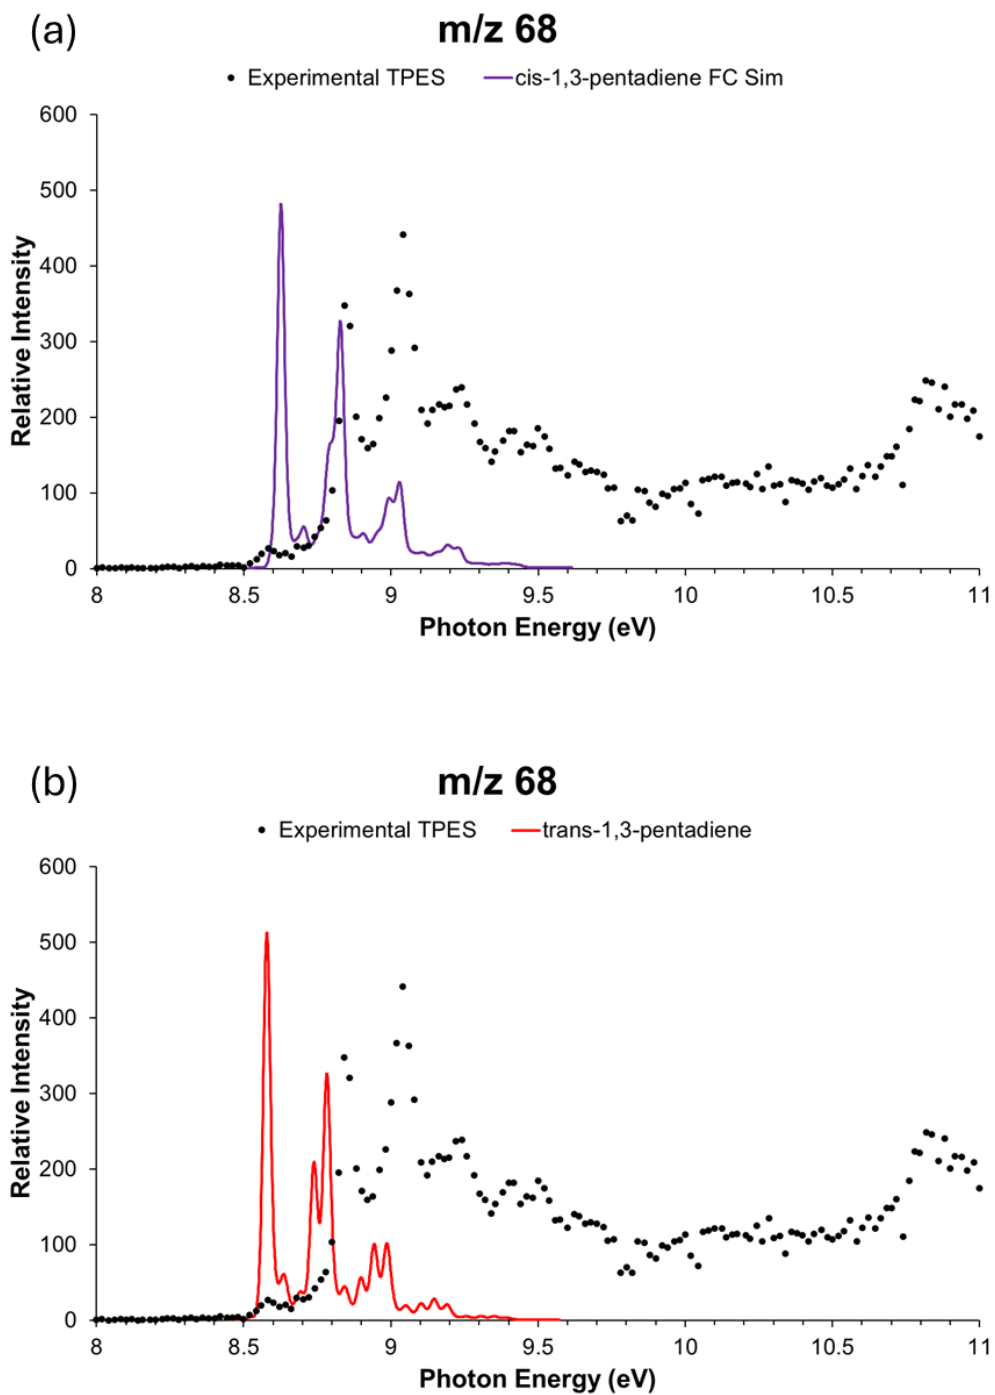 (a)
m/z 68
Experimental TPES cis-1,3-pentadiene FC Sim
600
500
400
300
200
100
0
Relative Intensity
8 8.5 9 9.5 10 10.5 11
Photon Energy (eV)
(b)
m/z 68
Experimental TPES trans-1,3-pentadiene
600
500
400
300
200
100
0
Relative Intensity
8 8.5 9 9.5 10 10.5 11
Photon Energy (eV)